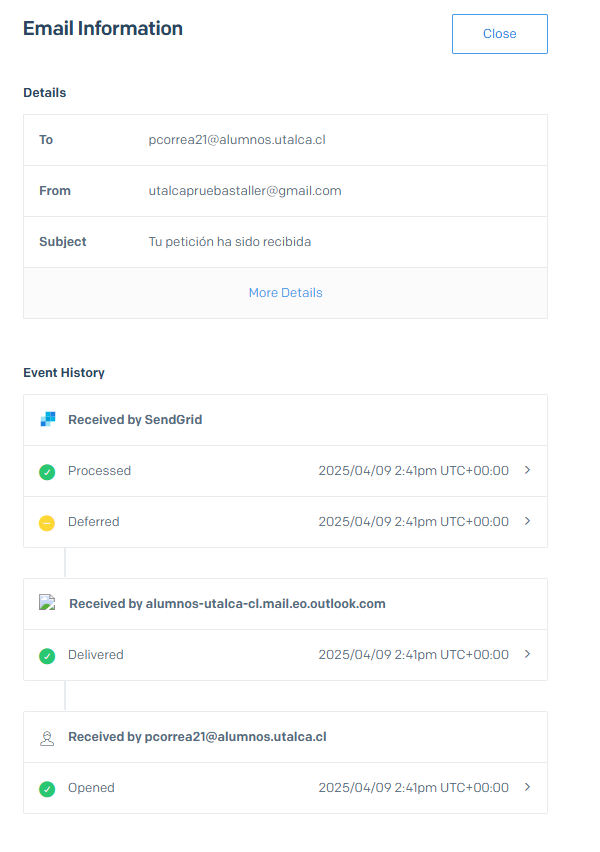 Email Information
Close
Details
To pcorrea21@alumnos.utalca.cl
From utalcapruebastaller@gmail.com
Subject Tu petición ha sido recibida
More Details
Event History
Received by SendGrid
Processed 2025/04/09 2:41pm UTC+00:00
Deferred 2025/04/09 2:41pm UTC+00:00
Received by alumnos-utalca-cl.mail.eo.outlook.com
Delivered 2025/04/09 2:41pm UTC+00:00
Received by pcorrea21@alumnos.utalca.cl
Opened 2025/04/09 2:41pm UTC+00:00